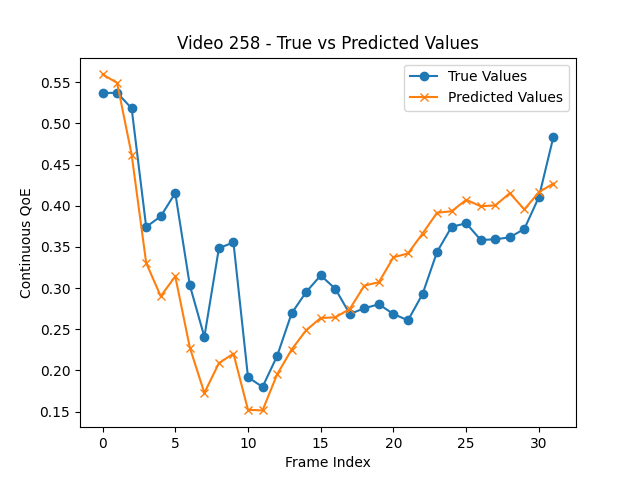 Video 258 - True vs Predicted Values
True Values
Predicted Values
Continuous QoE
0.55
0.50
0.45
0.40
0.35
0.30
0.25
0.20
0.15
0 5 10 15 20 25 30
Frame Index